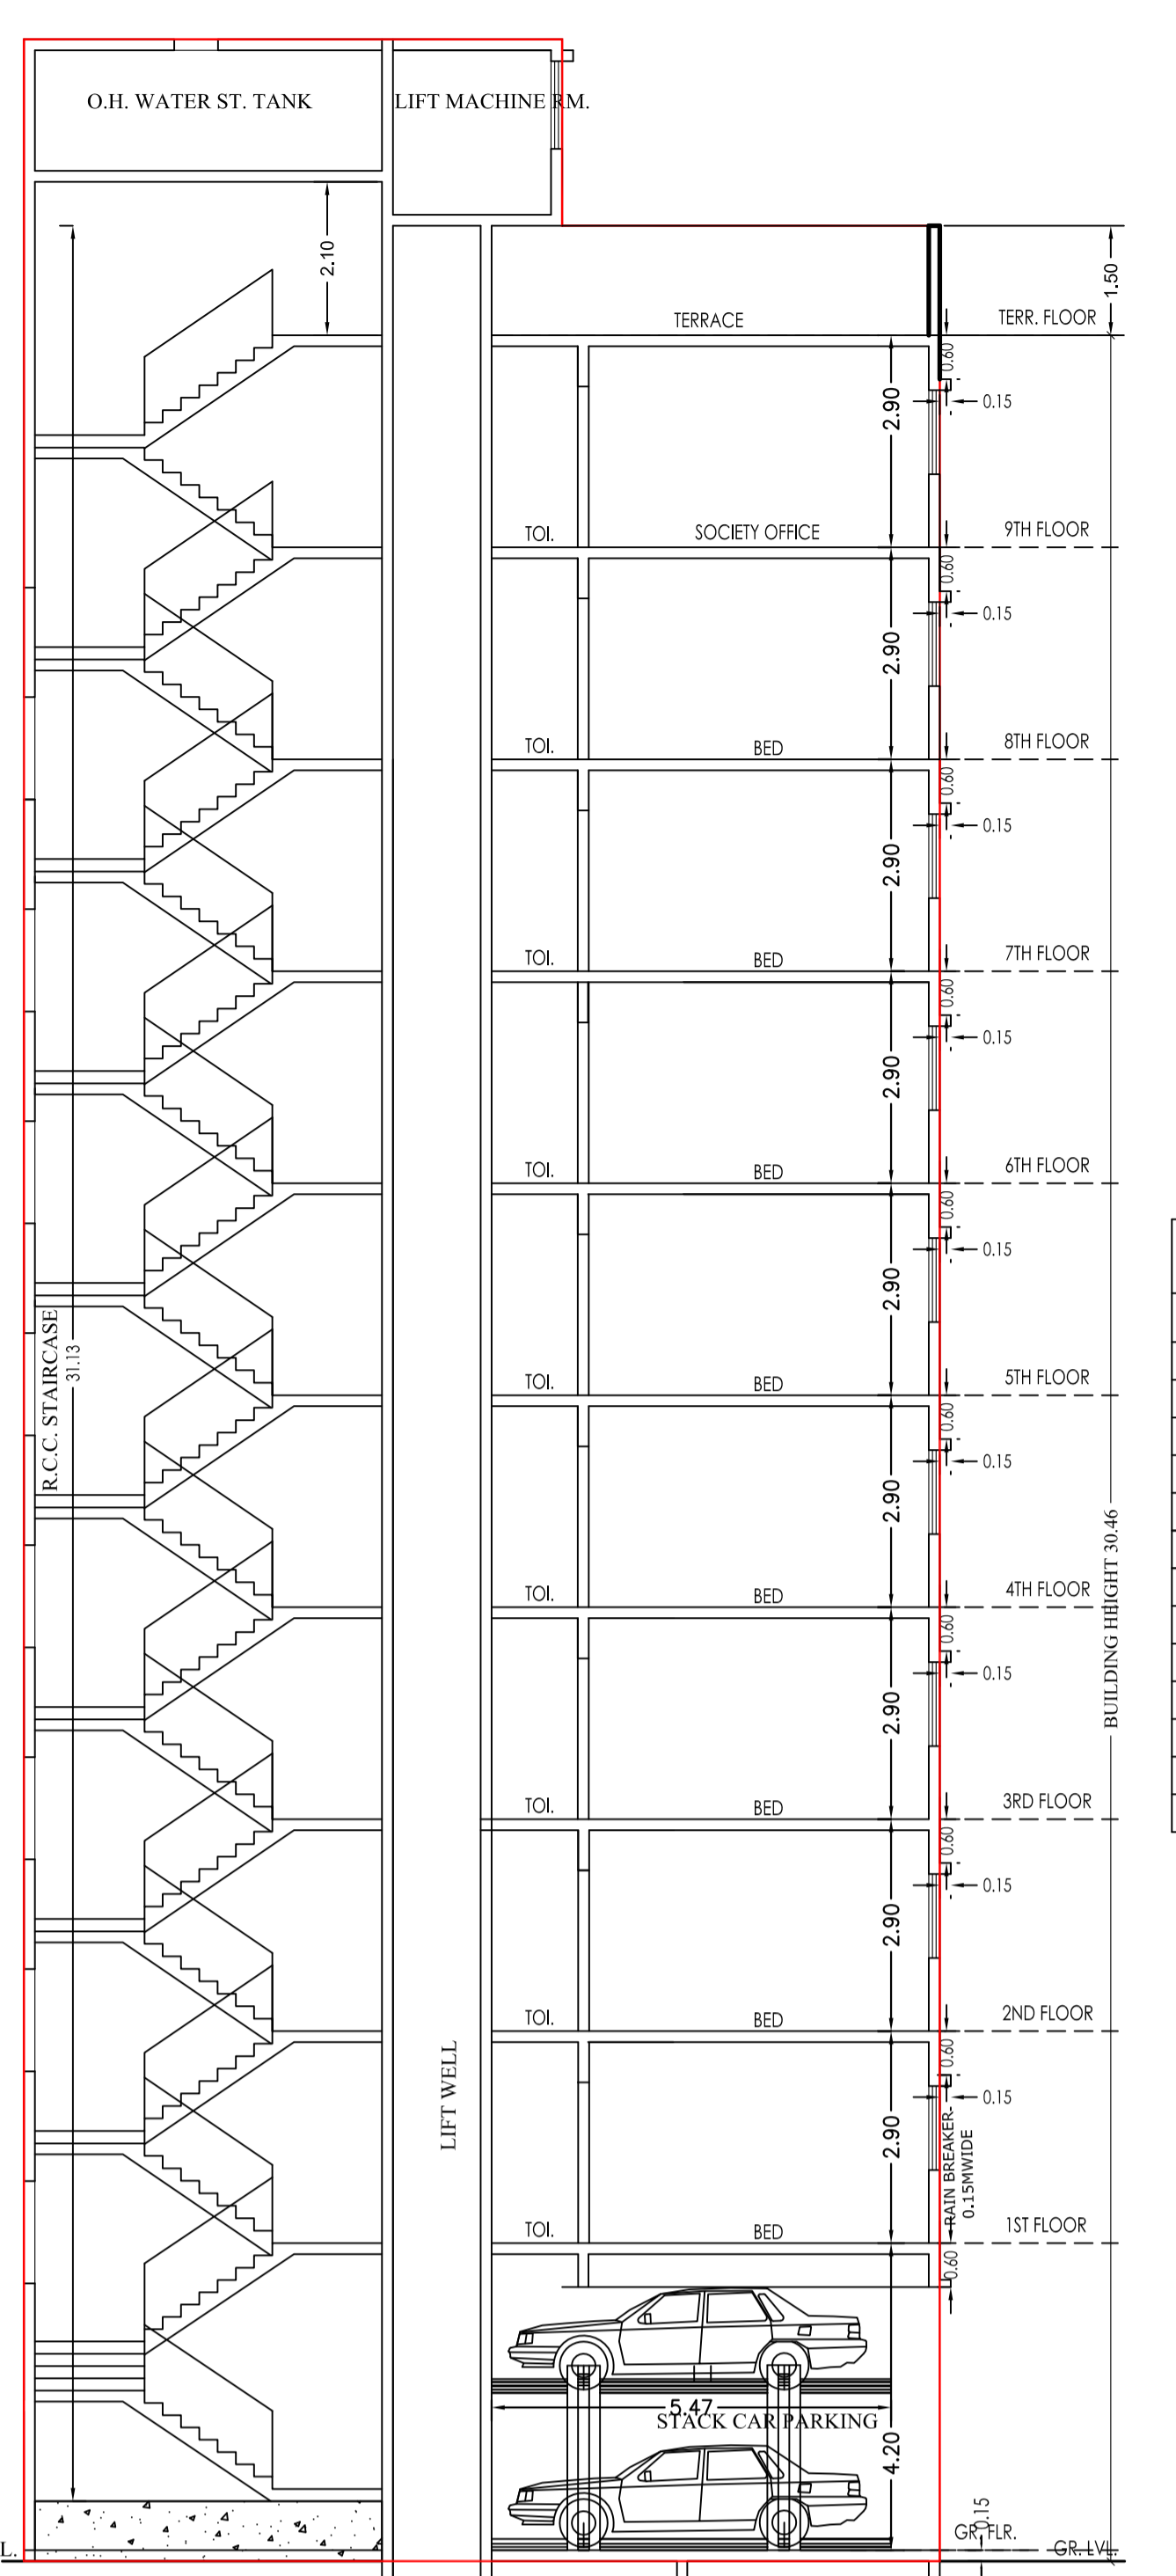 O.H. WATER ST. TANK
LIFT MACHINE RM.
2.10
1.50
TERRACE
TERR. FLOOR
0.60
2.90
0.15
TOI.
SOCIETY OFFICE
9TH FLOOR
0.60
2.90
0.15
TOI.
BED
8TH FLOOR
0.60
2.90
0.15
TOI.
BED
7TH FLOOR
0.60
2.90
0.15
TOI.
BED
6TH FLOOR
0.60
2.90
0.15
R.C.C. STAIRCASE
31.13
TOI.
BED
5TH FLOOR
0.60
2.90
0.15
BUILDING HEIGHT 30.46
TOI.
BED
4TH FLOOR
0.60
2.90
0.15
TOI.
BED
3RD FLOOR
0.60
2.90
0.15
TOI.
BED
2ND FLOOR
0.60
2.90
0.15
LIFT WELL
RAIN BREAKER-
0.15MWIDE
TOI.
BED
1ST FLOOR
0.60
5.47
STACK CAR PARKING
4.20
0.15
GR. FLR.
GR. LVL.
L.